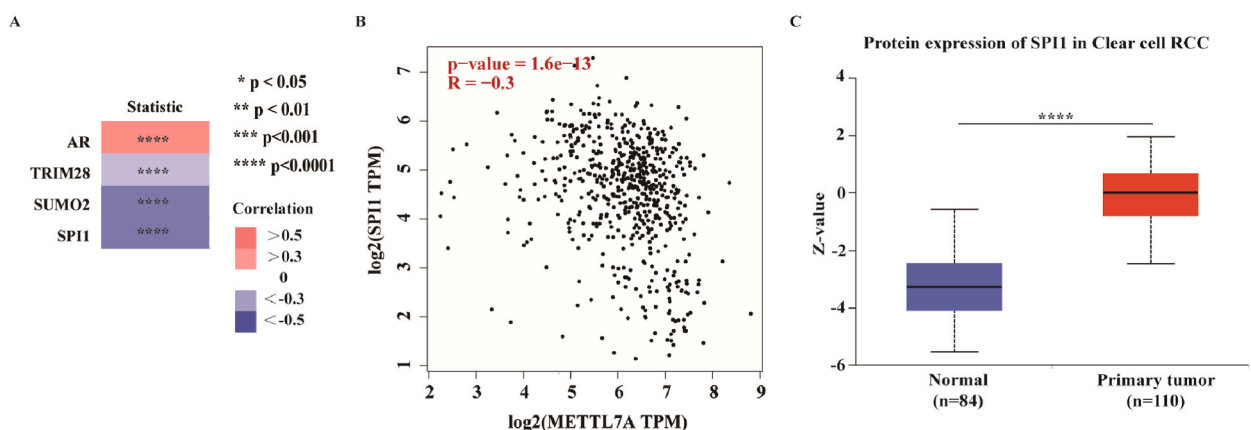 A
Statistic
AR ****
TRIM28 ****
SUMO2 ****
SPI1 ****
* p < 0.05
** p < 0.01
*** p<0.001
**** p<0.0001
Correlation
>0.5
>0.3
0
<-0.3
<-0.5
B
p−value = 1.6e−13
R = −0.3
log2(SPI1 TPM)
7
6
5
4
3
2
1
2 3 4 5 6 7 8 9
log2(METTL7A TPM)
C
Protein expression of SPI1 in Clear cell RCC
****
Z-value
4
2
0
-2
-4
-6
Normal Primary tumor
(n=84) (n=110)